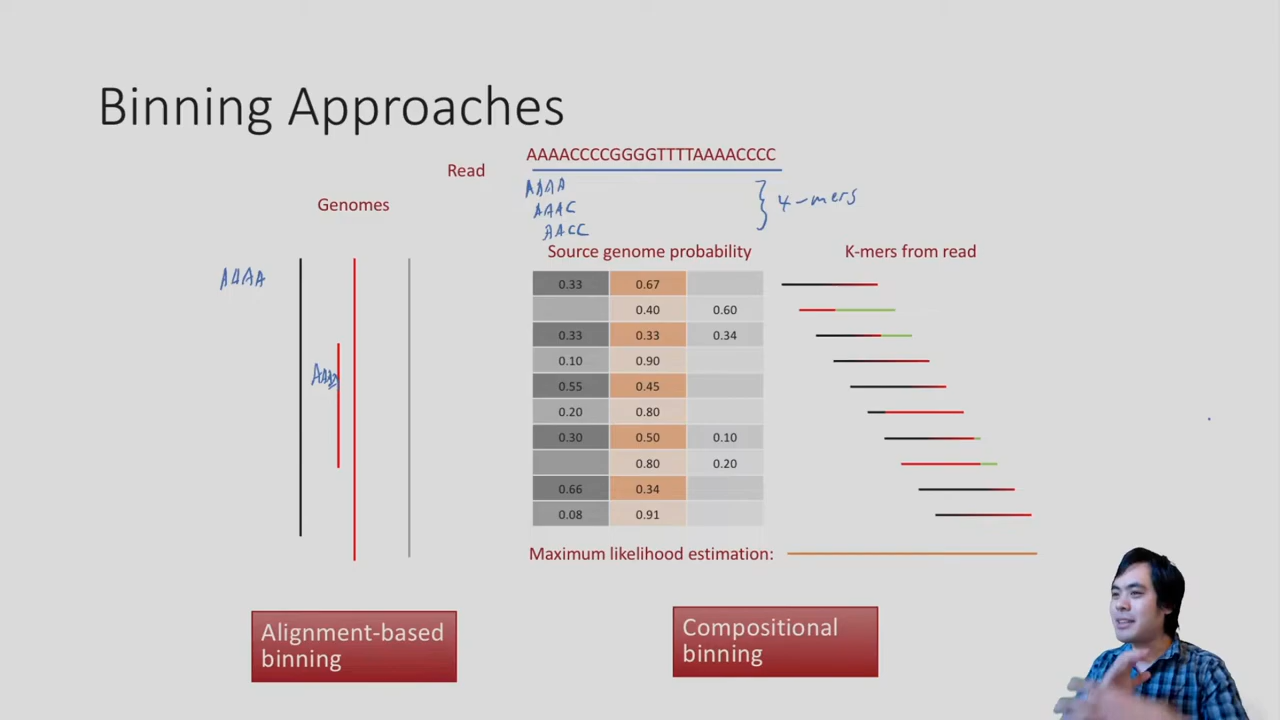 Binning Approaches
Read
AAAACCCCGGGGTTTTAAAACCCC
AAAA
AAAC
AACC
4-mers
Genomes
AAAA
Source genome probability
0.33 0.67
0.40 0.60
0.33 0.33 0.34
0.10 0.90
0.55 0.45
0.20 0.80
0.30 0.50 0.10
0.80 0.20
0.66 0.34
0.08 0.91
K-mers from read
Maximum likelihood estimation:
Alignment-based
binning
Compositional
binning